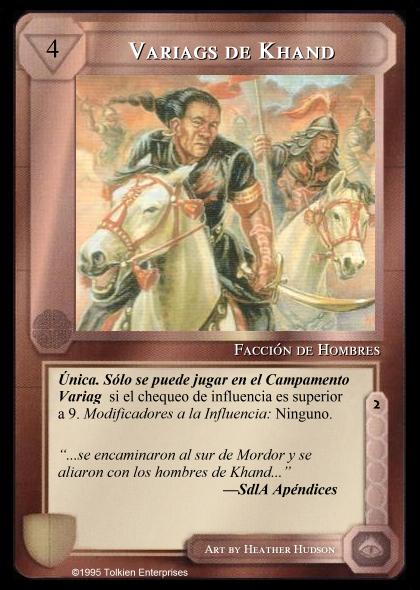 4
VARIAGS DE KHAND
FACCIÓN DE HOMBRES
Única. Sólo se puede jugar en el Campamento
Variag si el chequeo de influencia es superior
a 9. Modificadores a la Influencia: Ninguno.
2
“...se encaminaron al sur de Mordor y se
aliaron con los hombres de Khand...”
—SdlA Apéndices
ART BY HEATHER HUDSON
©1995 Tolkien Enterprises